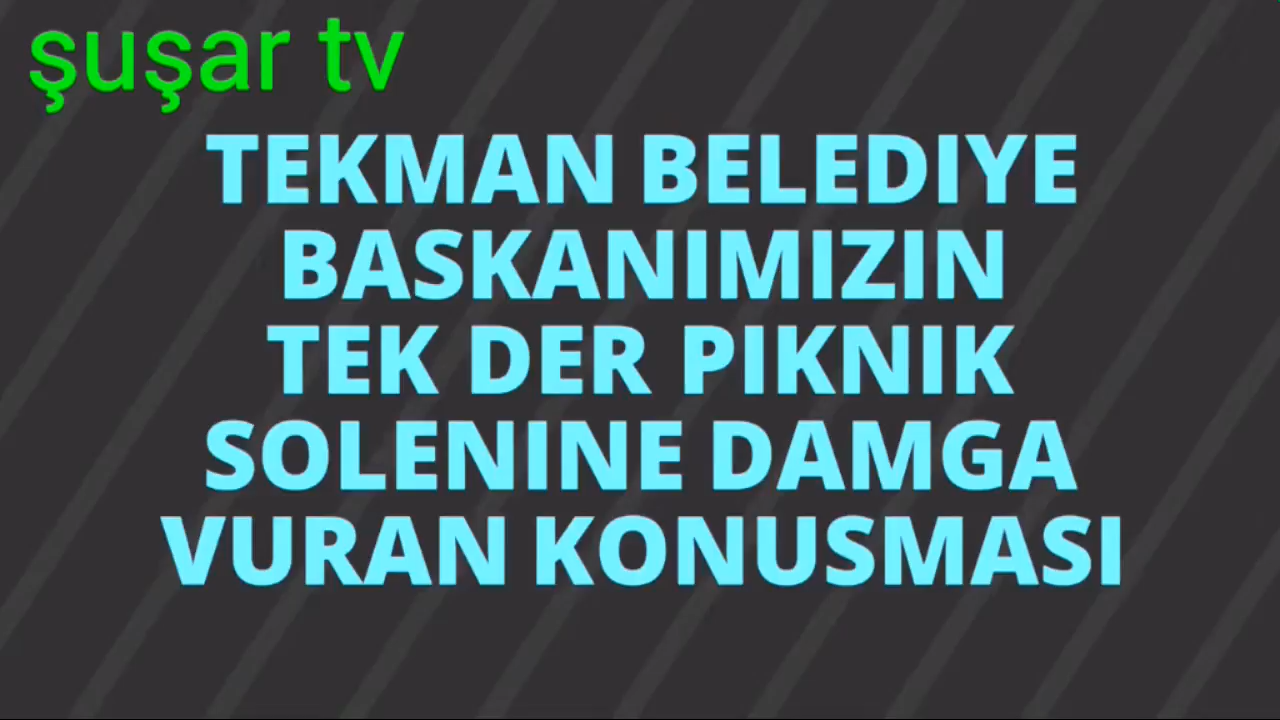 şuşar tv
TEKMAN BELEDIYE
BASKANIMIZIN
TEK DER PIKNIK
SOLENINE DAMGA
VURAN KONUSMASI